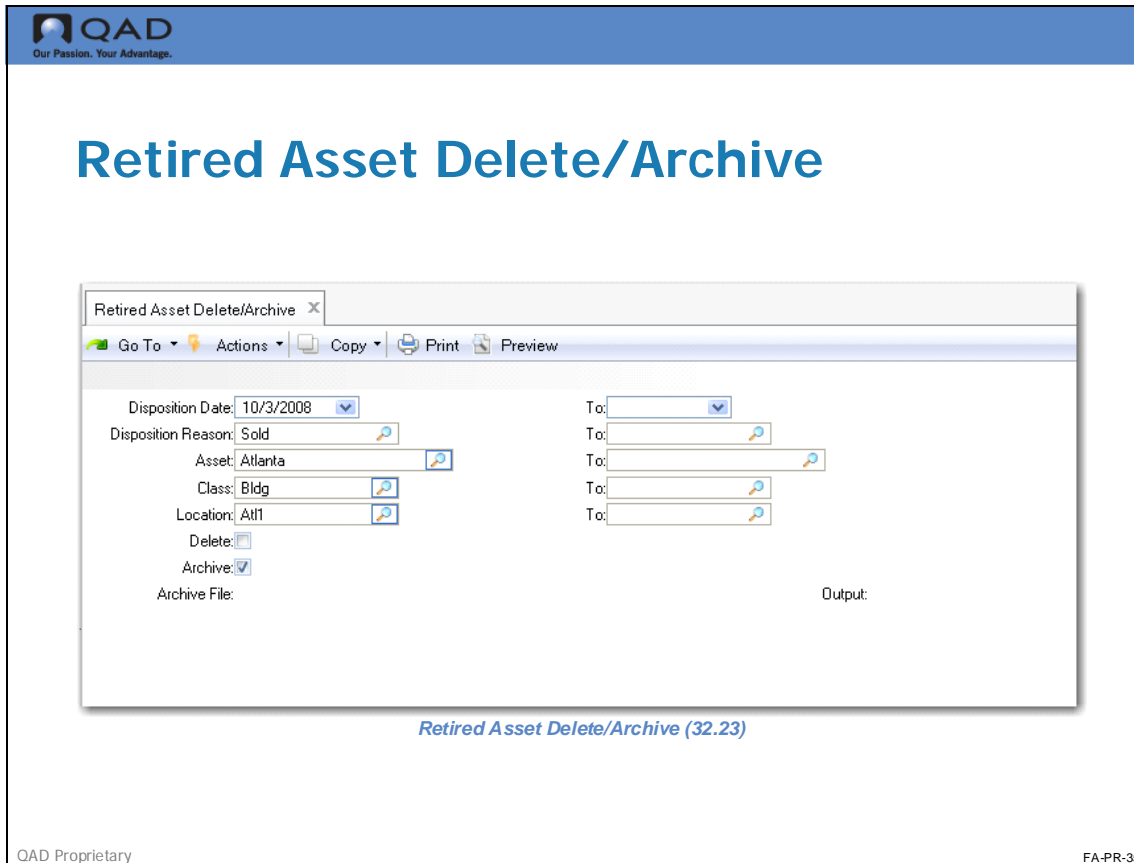 QAD
Our Passion. Your Advantage.
Retired Asset Delete/Archive
Retired Asset Delete/Archive X
Go To Actions Copy Print Preview
Disposition Date: 10/3/2008 To:
Disposition Reason: Sold To:
Asset: Atlanta To:
Class: Bldg To:
Location: Atl1 To:
Delete:
Archive:
Archive File: Output:
Retired Asset Delete/Archive (32.23)
QAD Proprietary FA-PR-3